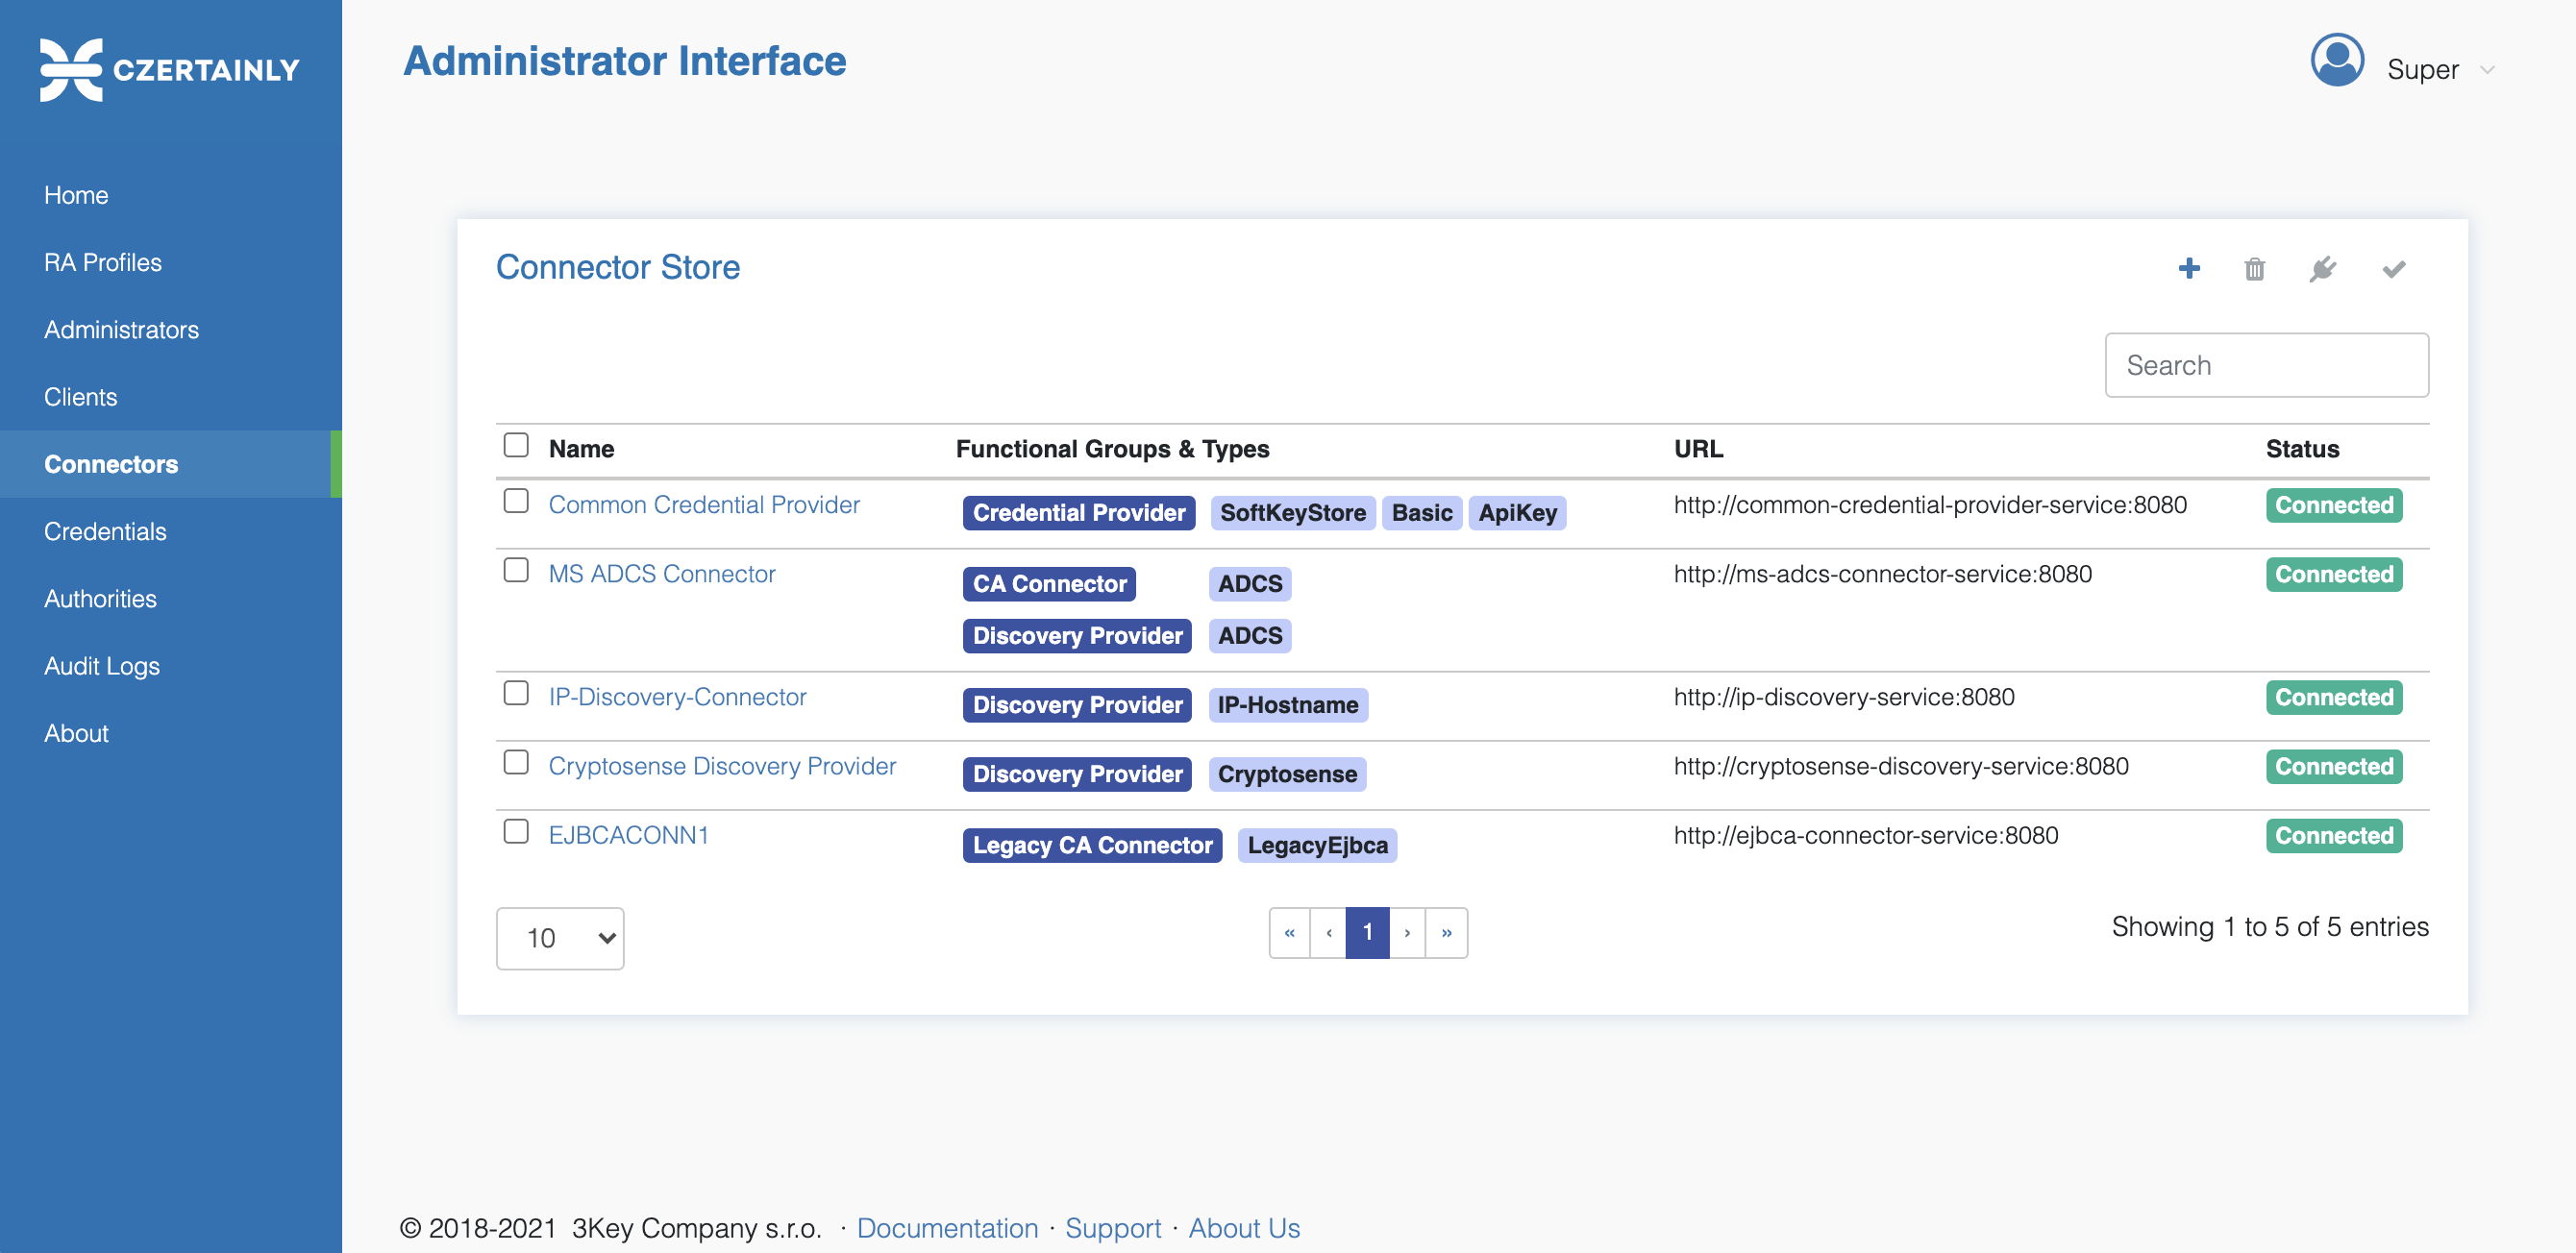 CZERTAINLY
Administrator Interface
Super
Home
RA Profiles
Administrators
Clients
Connectors
Credentials
Authorities
Audit Logs
About
Connector Store
Search
Name Functional Groups & Types URL Status
Common Credential Provider Credential Provider SoftKeyStore Basic ApiKey http://common-credential-provider-service:8080 Connected
MS ADCS Connector CA Connector ADCS http://ms-adcs-connector-service:8080 Connected
Discovery Provider ADCS
IP-Discovery-Connector Discovery Provider IP-Hostname http://ip-discovery-service:8080 Connected
Cryptosense Discovery Provider Discovery Provider Cryptosense http://cryptosense-discovery-service:8080 Connected
EJBCACONN1 Legacy CA Connector LegacyEjbca http://ejbca-connector-service:8080 Connected
10 « ‹ 1 › » Showing 1 to 5 of 5 entries
© 2018-2021 3Key Company s.r.o. · Documentation · Support · About Us